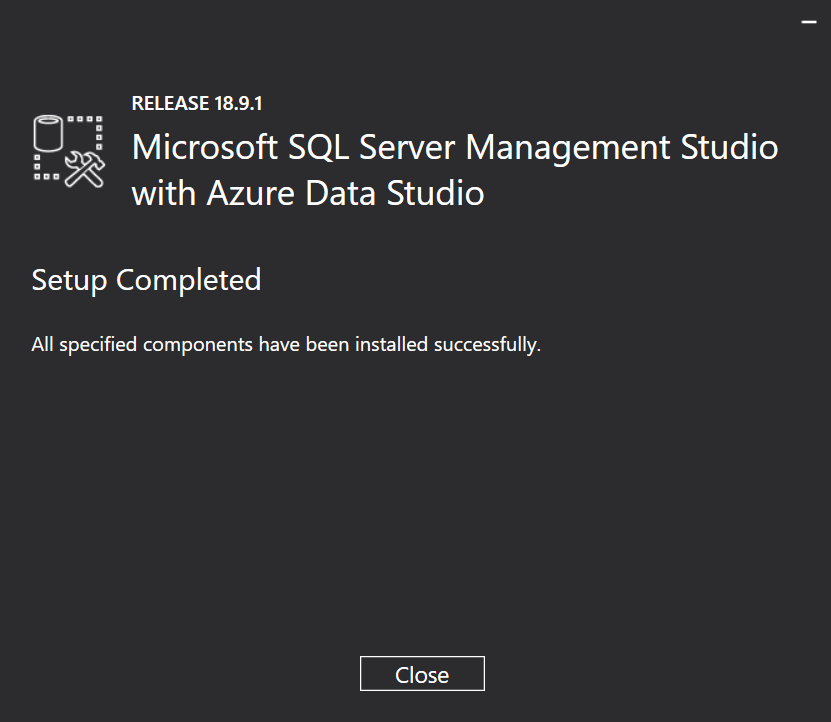 RELEASE 18.9.1
Microsoft SQL Server Management Studio
with Azure Data Studio
Setup Completed
All specified components have been installed successfully.
Close